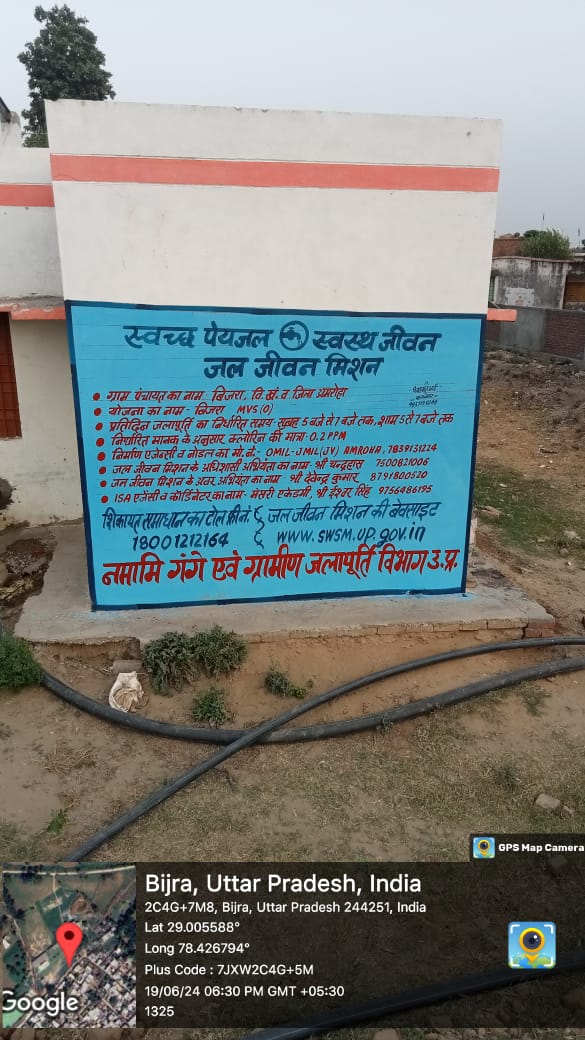 स्वच्छ पेयजल स्वस्थ जीवन
जल जीवन मिशन
ग्राम पंचायत का नाम बिजरा, वि.खं. व जिला अमरोहा
योजना का नाम - बिजरा MVS(O)
प्रतिदिन जलापूर्ति का निर्धारित समय - सुबह 5 बजे से 7 बजे तक, शाम 5 से 7 बजे तक
निर्धारित मानक के अनुसार क्लोरिन की मात्रा - 0.2 PPM
निर्माण एजेन्सी व नोडल का मो. नं. - OMIL-JMIL(JV) AMROHA, 7839131224
जल जीवन मिशन के अधिशासी अभियंता का नाम - श्री चन्द्रहास 7500821006
जल जीवन मिशन के अवर अभियंता का नाम - श्री देवेन्द्र कुमार 8791800520
ISA एजेंसी व कॉर्डिनेटर का नाम - मेसरी एकेडमी, श्री ईश्वर सिंह 9756486195
शिकायत समाधान का टोल फ्री नं. जल जीवन मिशन की वेबसाइट
18001212164 www.swsm.up.gov.in
नमामि गंगे एवं ग्रामीण जलापूर्ति विभाग उ.प्र.
GPS Map Camera
Bijra, Uttar Pradesh, India
2C4G+7M8, Bijra, Uttar Pradesh 244251, India
Lat 29.005588°
Long 78.426794°
Plus Code : 7JXW2C4G+5M
19/06/24 06:30 PM GMT +05:30
1325
Google